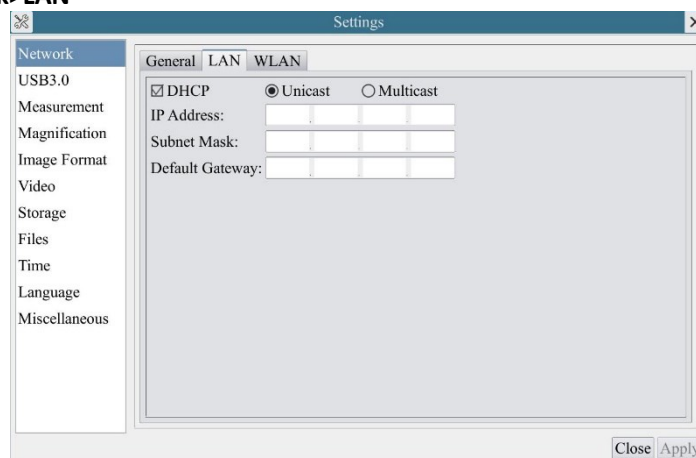 >LAN
Settings
Network
USB3.0
Measurement
Magnification
Image Format
Video
Storage
Files
Time
Language
Miscellaneous
General LAN WLAN
DHCP Unicast Multicast
IP Address:
Subnet Mask:
Default Gateway:
Close Apply